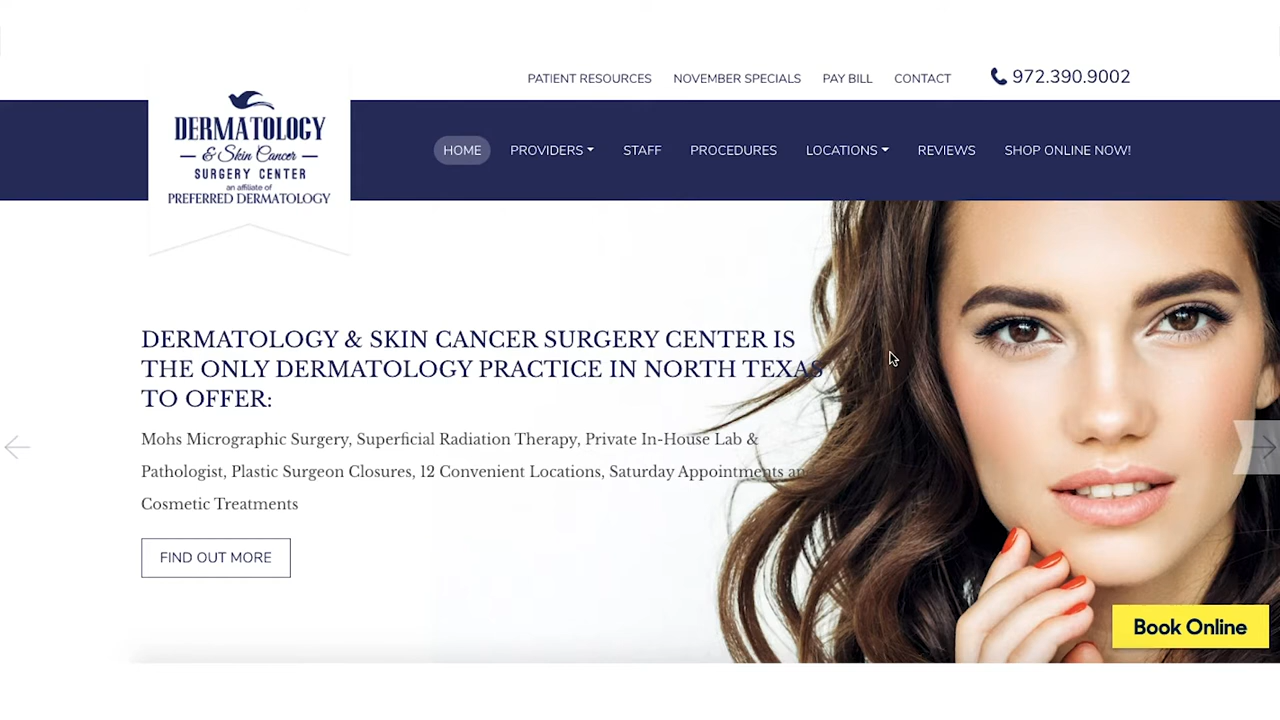 PATIENT RESOURCES NOVEMBER SPECIALS PAY BILL CONTACT 972.390.9002
DERMATOLOGY
& Skin Cancer
SURGERY CENTER
an affiliate of
PREFERRED DERMATOLOGY
HOME PROVIDERS STAFF PROCEDURES LOCATIONS REVIEWS SHOP ONLINE NOW!
DERMATOLOGY & SKIN CANCER SURGERY CENTER IS
THE ONLY DERMATOLOGY PRACTICE IN NORTH TEXAS
TO OFFER:
Mohs Micrographic Surgery, Superficial Radiation Therapy, Private In-House Lab &
Pathologist, Plastic Surgeon Closures, 12 Convenient Locations, Saturday Appointments
Cosmetic Treatments
FIND OUT MORE
Book Online